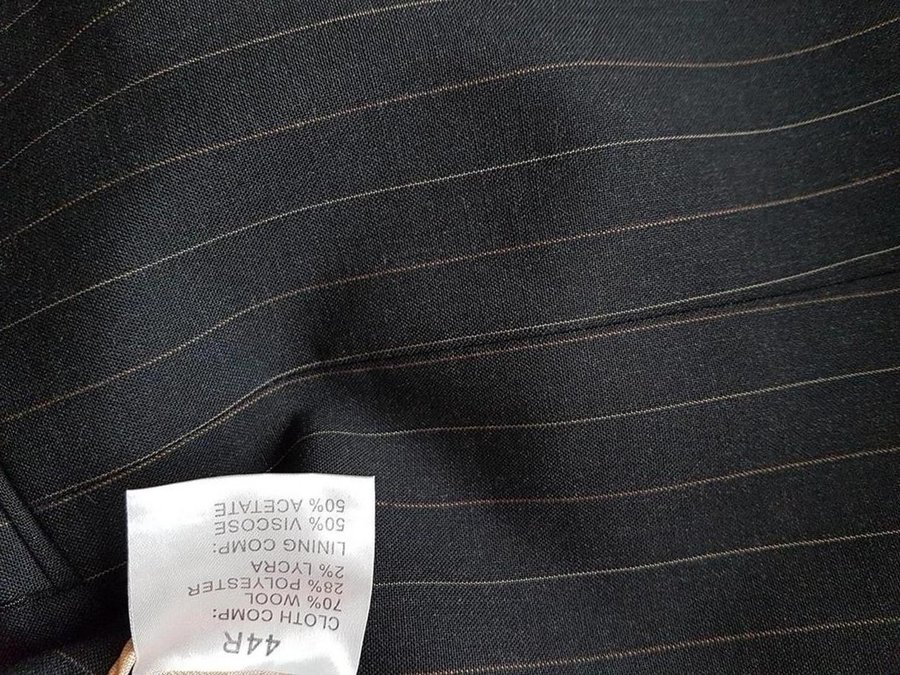 44R
CLOTH COMP:
70% WOOL
28% POLYESTER
2% LYCRA
LINING COMP:
50% VISCOSE
50% ACETATE